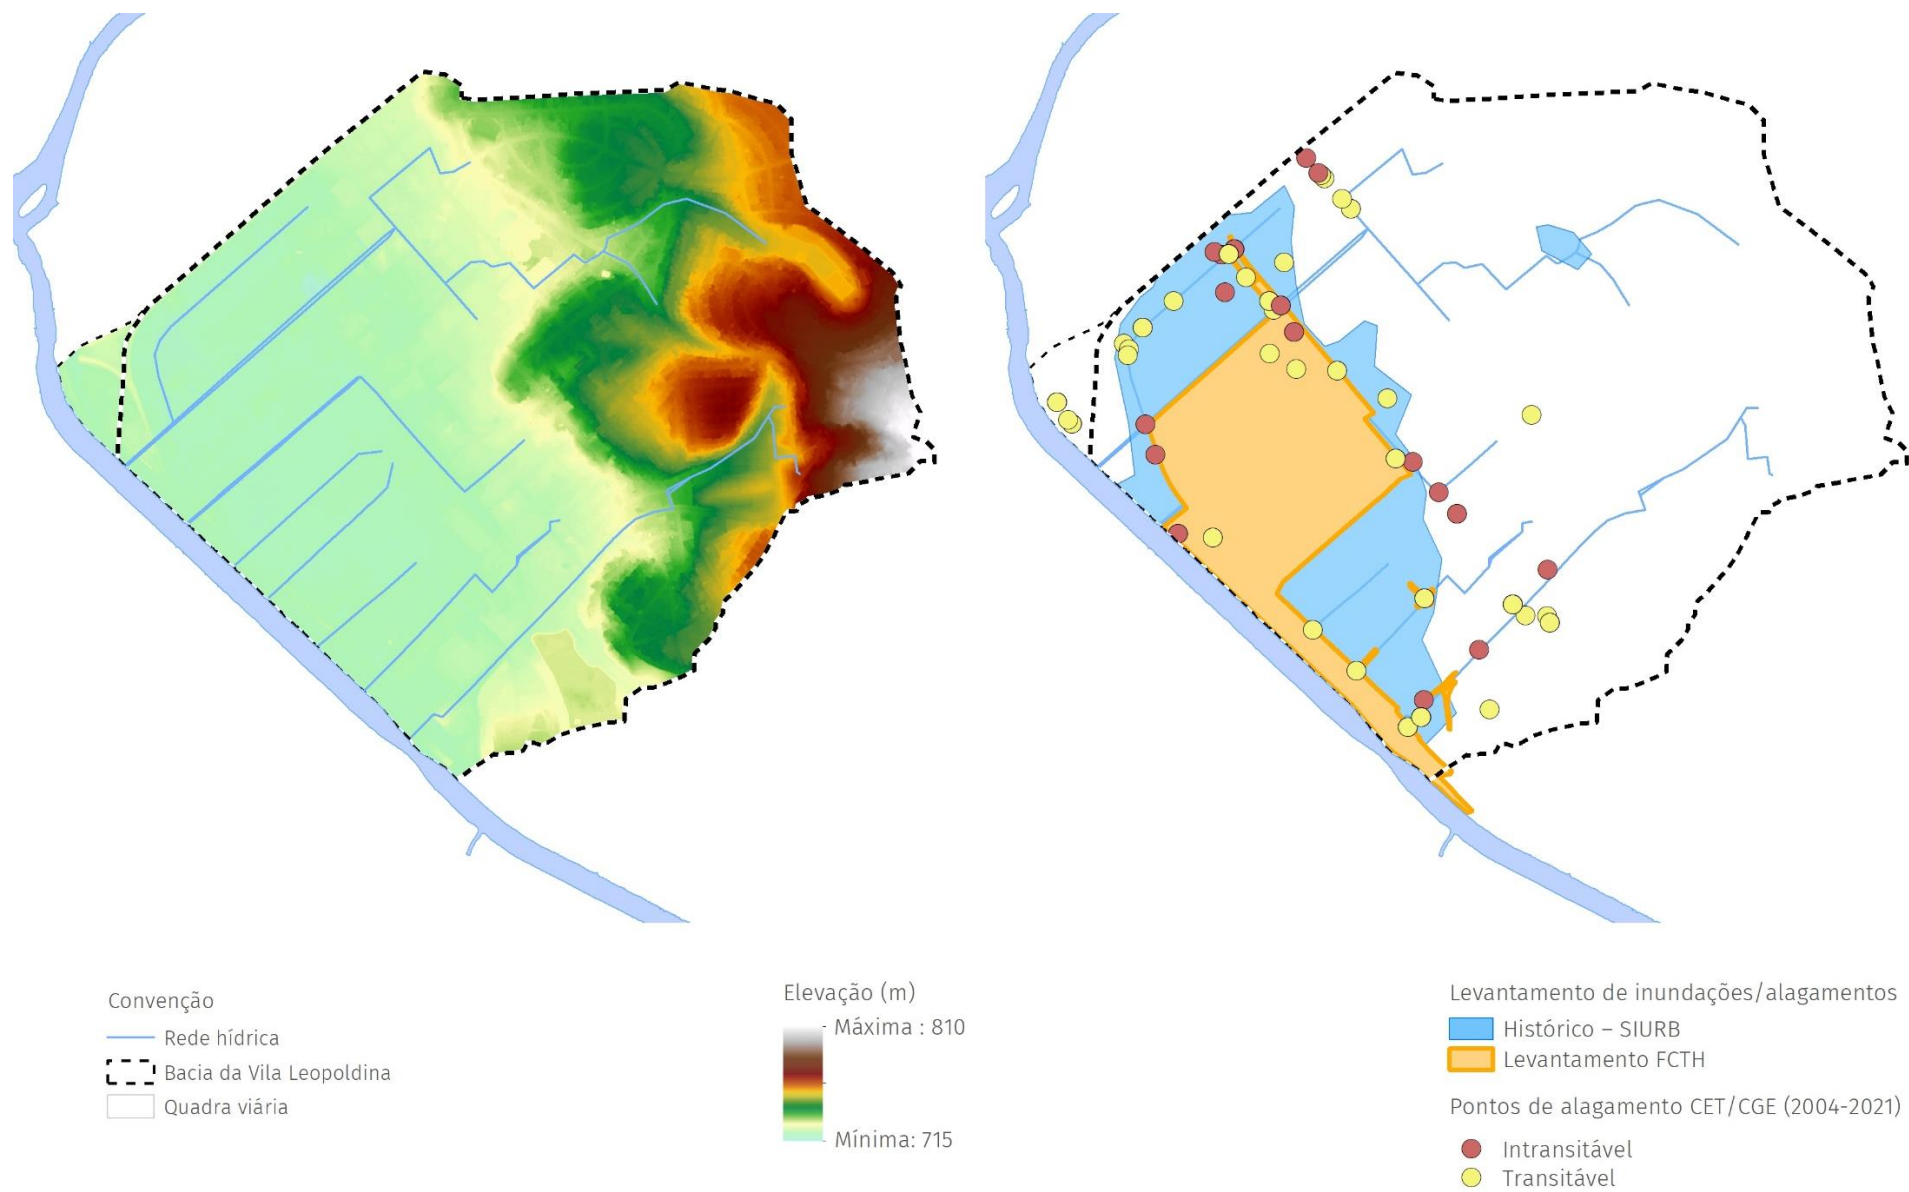 Convenção
Rede hídrica
Bacia da Vila Leopoldina
Quadra viária
Elevação (m)
Máxima : 810
Mínima: 715
Levantamento de inundações/alagamentos
Histórico – SIURB
Levantamento FCTH
Pontos de alagamento CET/CGE (2004-2021)
Intransitável
Transitável